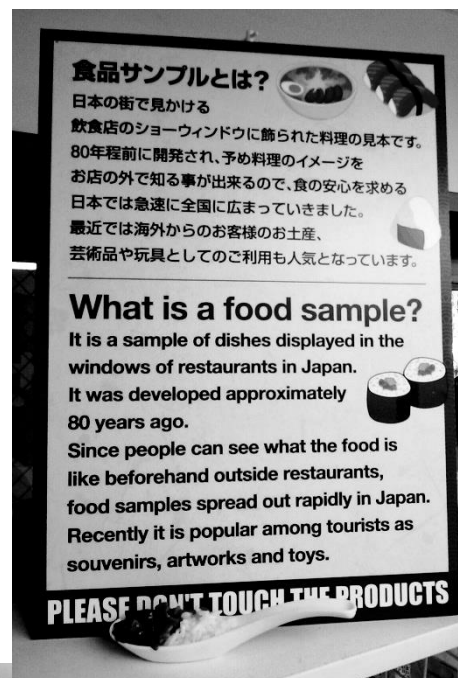 食品サンプルとは?
日本の街で見かける
飲食店のショーウィンドウに飾られた料理の見本です。
80年程前に開発され、予め料理のイメージを
お店の外で知る事が出来るので、食の安心を求める
日本では急速に全国に広まっていきました。
最近では海外からのお客様のお土産、
芸術品や玩具としてのご利用も人気となっています。
What is a food sample?
It is a sample of dishes displayed in the
windows of restaurants in Japan.
It was developed approximately
80 years ago.
Since people can see what the food is
like beforehand outside restaurants,
food samples spread out rapidly in Japan.
Recently it is popular among tourists as
souvenirs, artworks and toys.
PLEASE DON'T TOUCH THE PRODUCTS